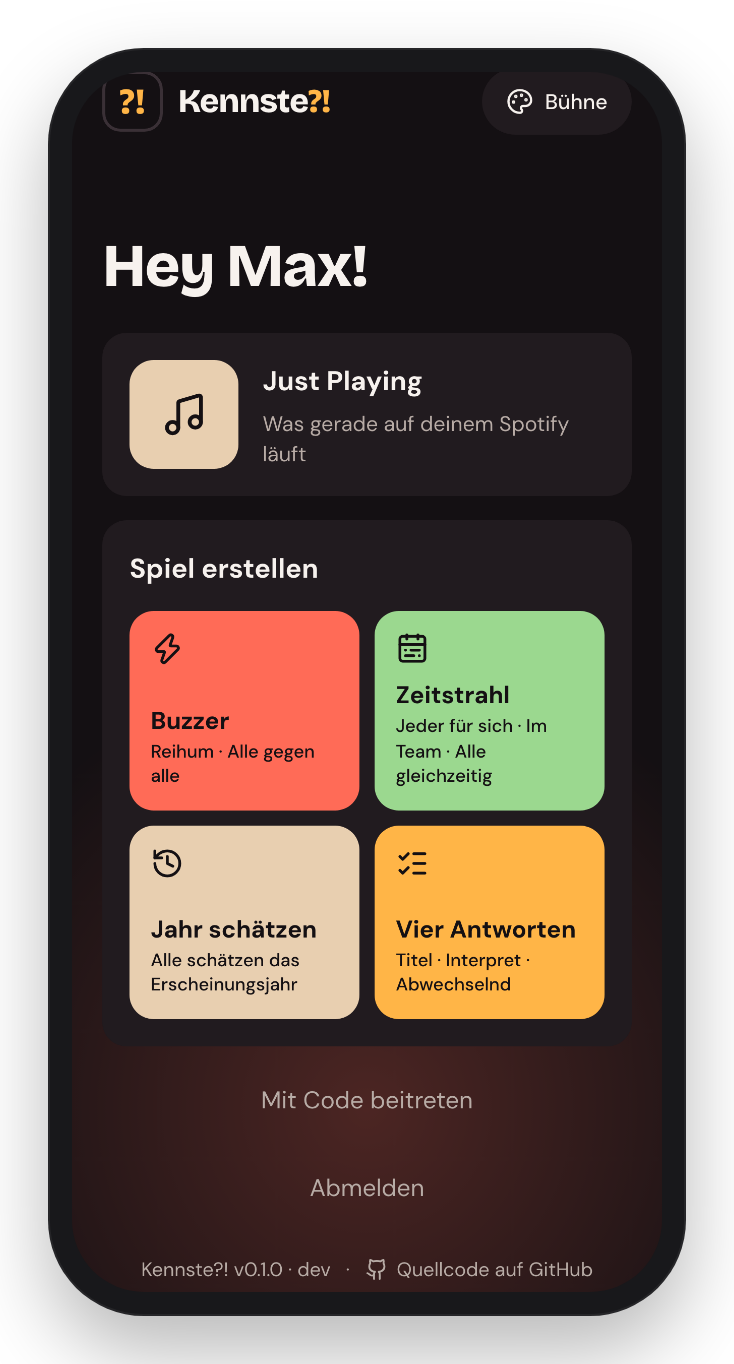 ?! Kennste?! Bühne
Hey Max!
Just Playing
Was gerade auf deinem Spotify
läuft
Spiel erstellen
Buzzer
Reihum · Alle gegen
alle
Zeitstrahl
Jeder für sich · Im
Team · Alle
gleichzeitig
Jahr schätzen
Alle schätzen das
Erscheinungsjahr
Vier Antworten
Titel · Interpret ·
Abwechselnd
Mit Code beitreten
Abmelden
Kennste?! v0.1.0 · dev · Quellcode auf GitHub